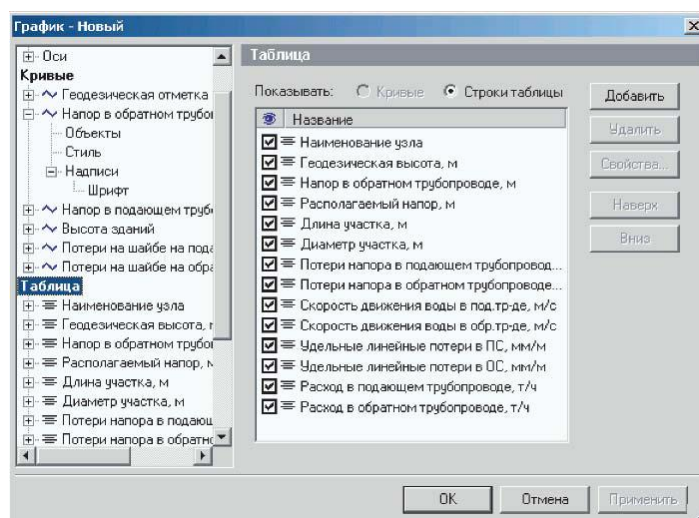 График - Новый
Оси
Кривые
Геодезическая отметка
Напор в обратном трубо
Объекты
Стиль
Надписи
Шрифт
Напор в подающем труб
Высота зданий
Потери на шайбе на пода
Потери на шайбе на обра
Таблица
Наименование узла
Геодезическая высота,
Напор в обратном трубо
Располагаемый напор,
Длина участка, м
Диаметр участка, м
Потери напора в подающ
Потери напора в обратн
Таблица
Показывать: Кривые Строки таблицы
Название
Наименование узла
Геодезическая высота, м
Напор в обратном трубопроводе, м
Располагаемый напор, м
Длина участка, м
Диаметр участка, м
Потери напора в подающем трубопровод...
Потери напора в обратном трубопроводе...
Скорость движения воды в под.тр-де, м/с
Скорость движения воды в обр.тр-де, м/с
Удельные линейные потери в ПС, мм/м
Удельные линейные потери в ОС, мм/м
Расход в подающем трубопроводе, т/ч
Расход в обратном трубопроводе, т/ч
Добавить
Удалить
Свойства...
Наверх
Вниз
OK Отмена Применить